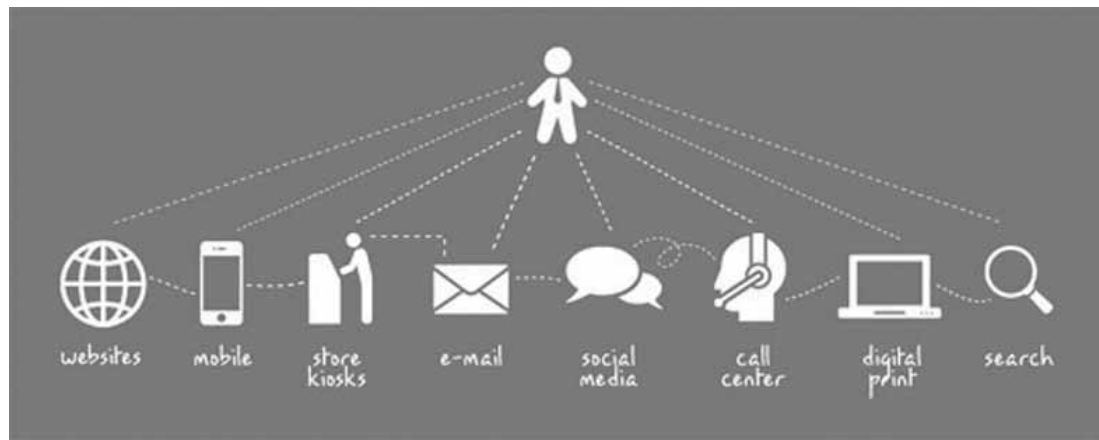 websites
mobile
store
kiosks
e-mail
social
media
call
center
digital
print
search